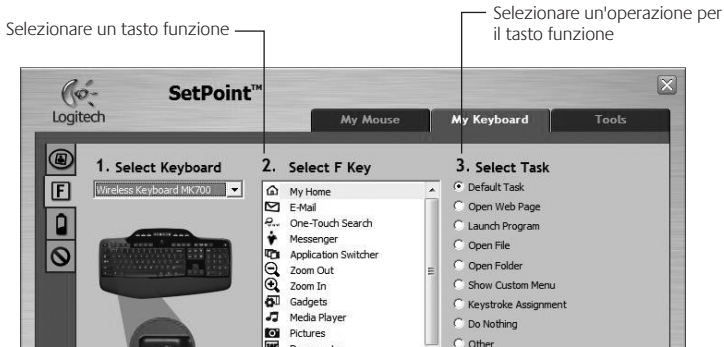 Selezionare un tasto funzione
Selezionare un'operazione per
il tasto funzione
Logitech
SetPoint™
My Mouse
My Keyboard
Tools
1. Select Keyboard
Wireless Keyboard MK700
2. Select F Key
My Home
E-Mail
One-Touch Search
Messenger
Application Switcher
Zoom Out
Zoom In
Gadgets
Media Player
Pictures
3. Select Task
Default Task
Open Web Page
Launch Program
Open File
Open Folder
Show Custom Menu
Keystroke Assignment
Do Nothing
Other
F